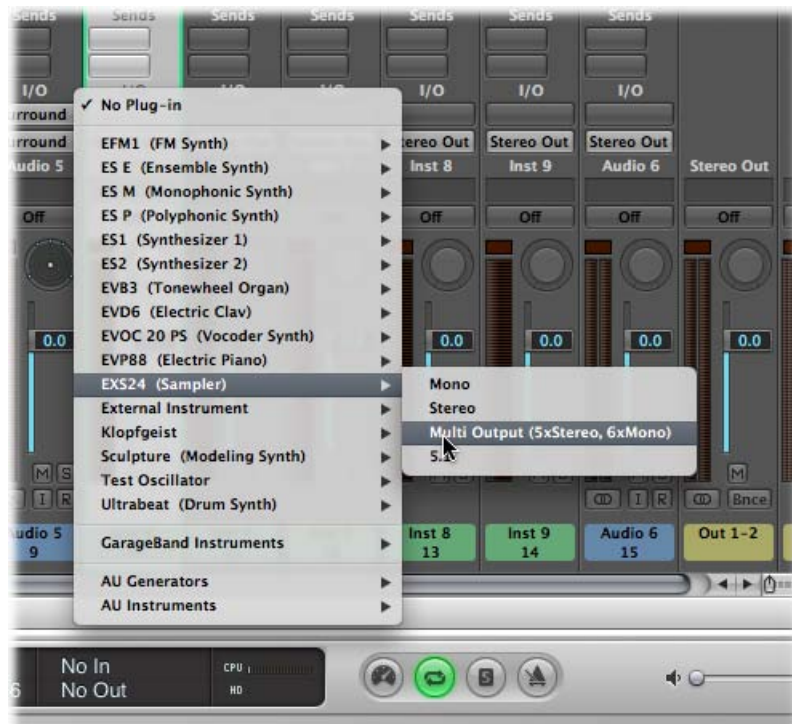 Sends Sends Sends Sends Sends Sends Sends
I/O I/O I/O I/O
Surround Stereo Out Stereo Out Stereo Out
Audio 5 Inst 8 Inst 9 Audio 6 Stereo Out
Off Off Off Off Off
0.0 0.0 0.0 0.0 0.0
✓ No Plug-in
EFM1 (FM Synth)
ES E (Ensemble Synth)
ES M (Monophonic Synth)
ES P (Polyphonic Synth)
ES1 (Synthesizer 1)
ES2 (Synthesizer 2)
EVB3 (Tonewheel Organ)
EVD6 (Electric Clav)
EVOC 20 PS (Vocoder Synth)
EVP88 (Electric Piano)
EXS24 (Sampler)
External Instrument
Klopfgeist
Sculpture (Modeling Synth)
Test Oscillator
Ultrabeat (Drum Synth)
GarageBand Instruments
AU Generators
AU Instruments
Mono
Stereo
Multi Output (5xStereo, 6xMono)
5.1
M S M
I R I R Bnce
Audio 5 Inst 8 Inst 9 Audio 6 Out 1-2
9 13 14 15
No In CPU
6 No Out HD
S